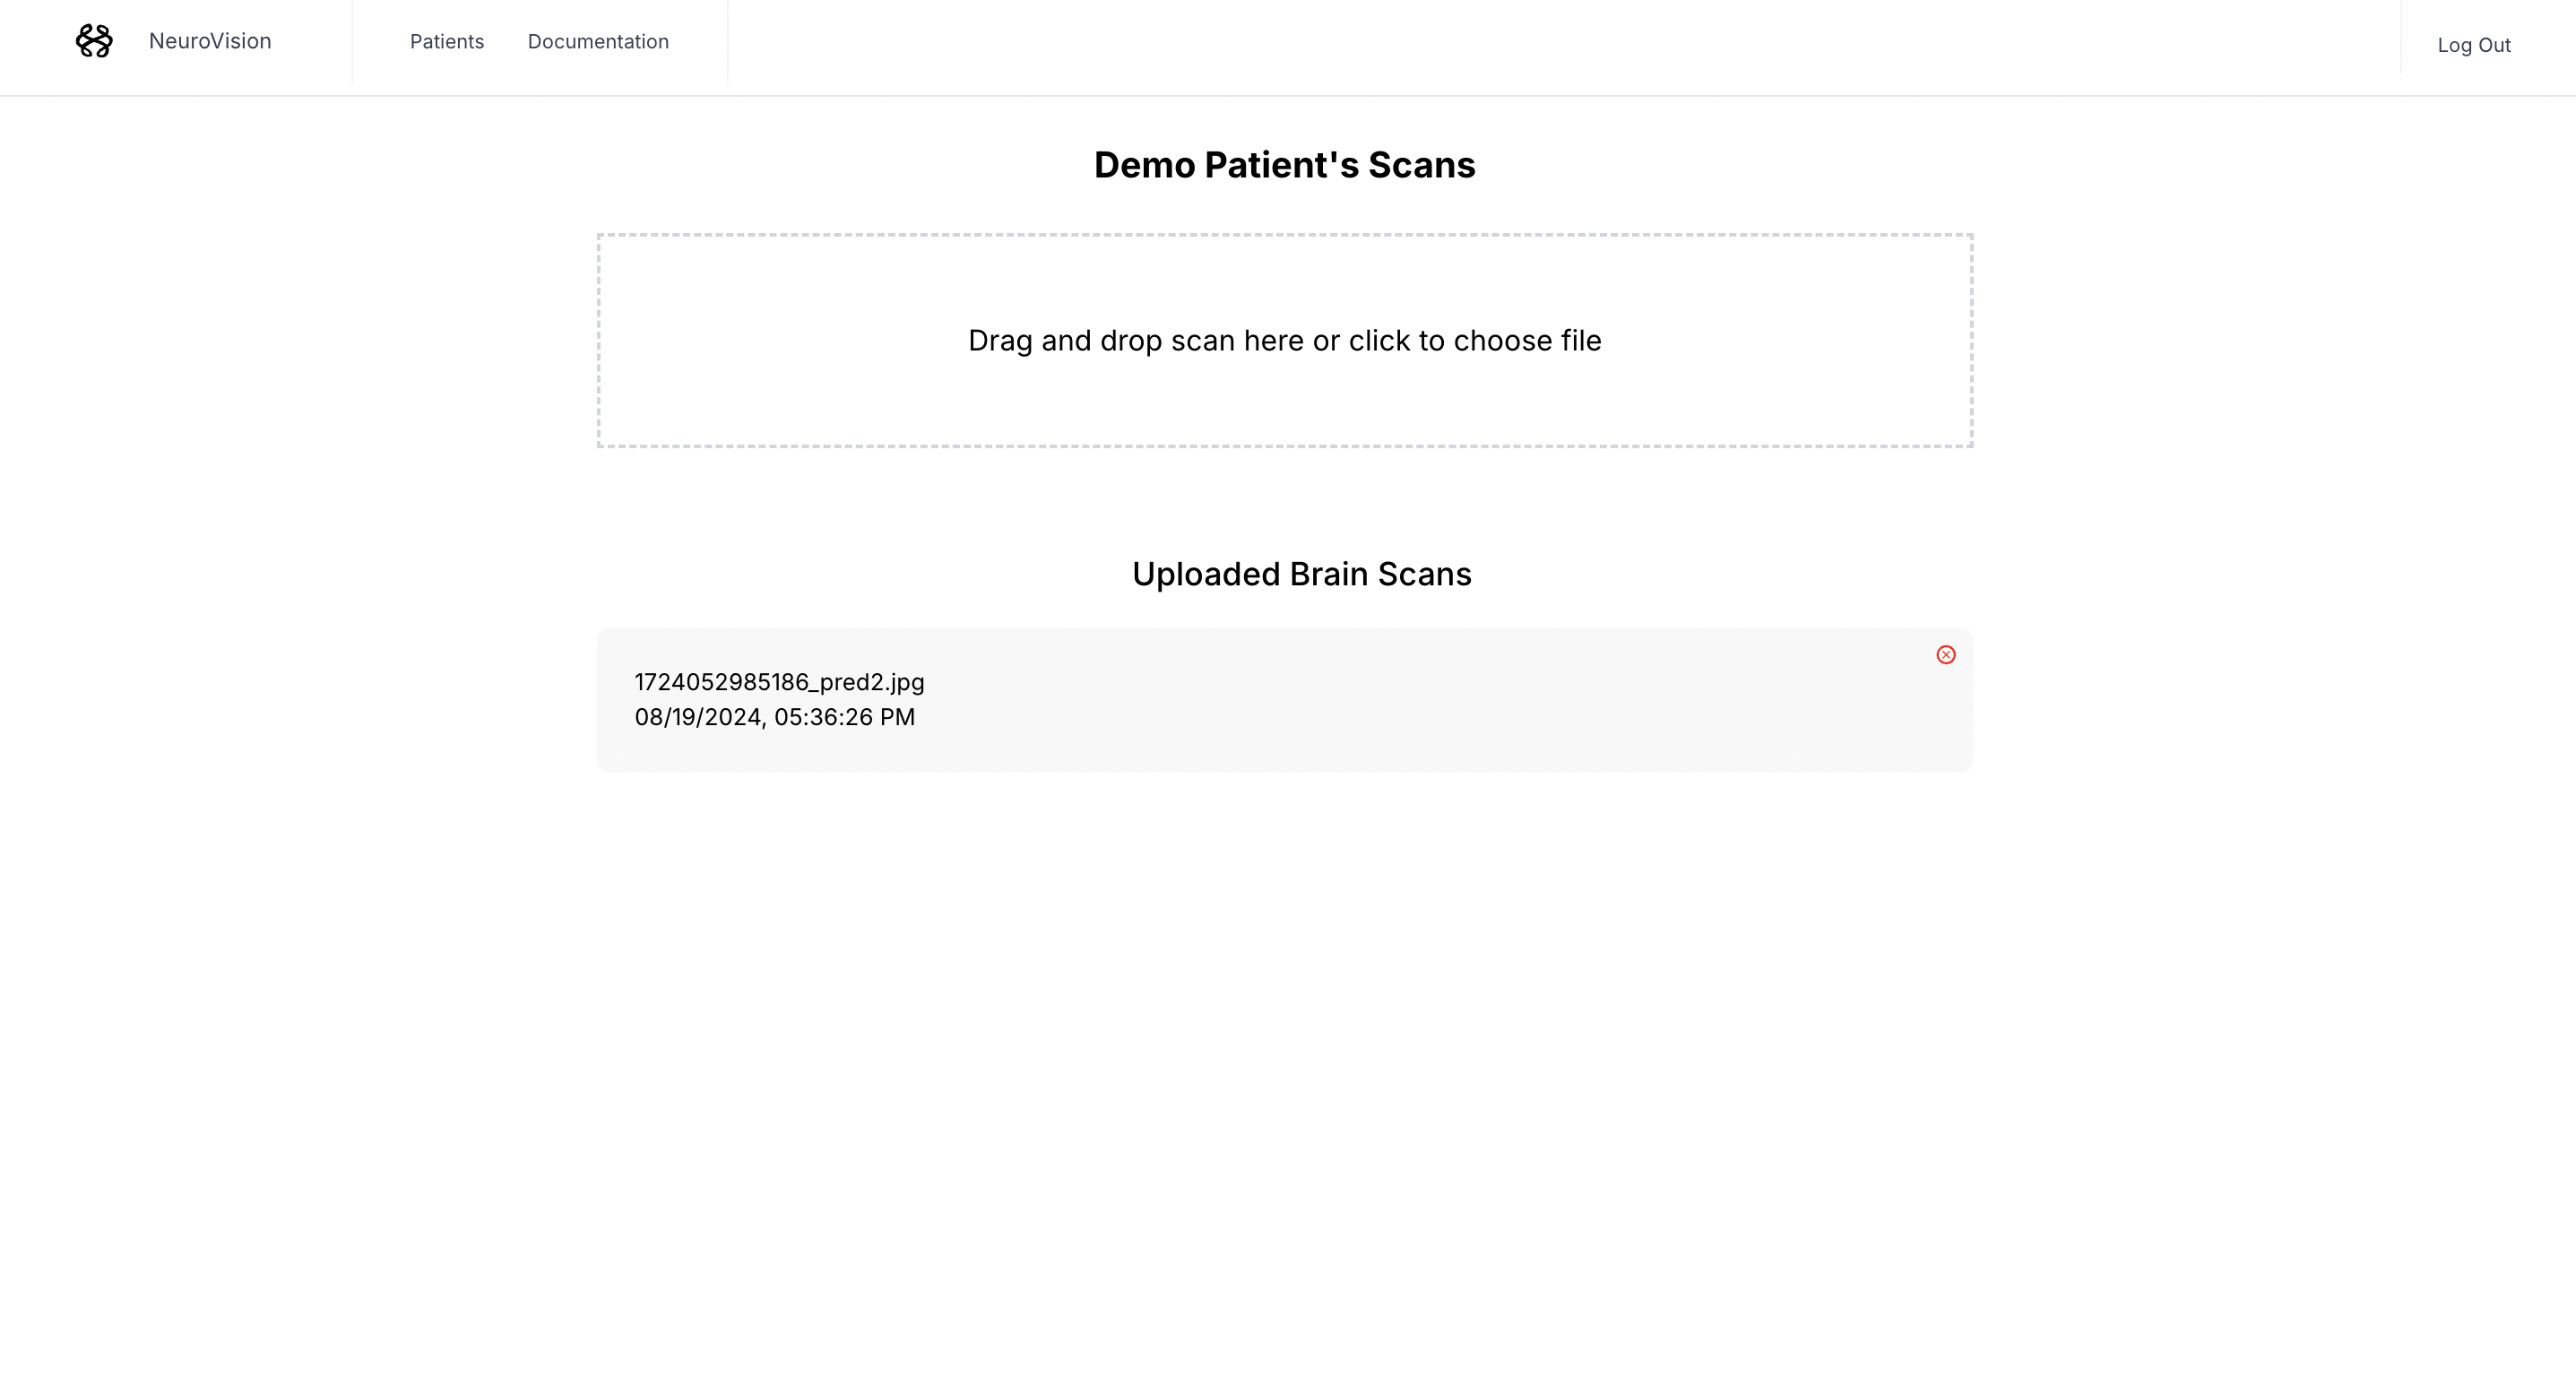 NeuroVision
Patients
Documentation
Log Out
Demo Patient's Scans
Drag and drop scan here or click to choose file
Uploaded Brain Scans
1724052985186_pred2.jpg
08/19/2024, 05:36:26 PM